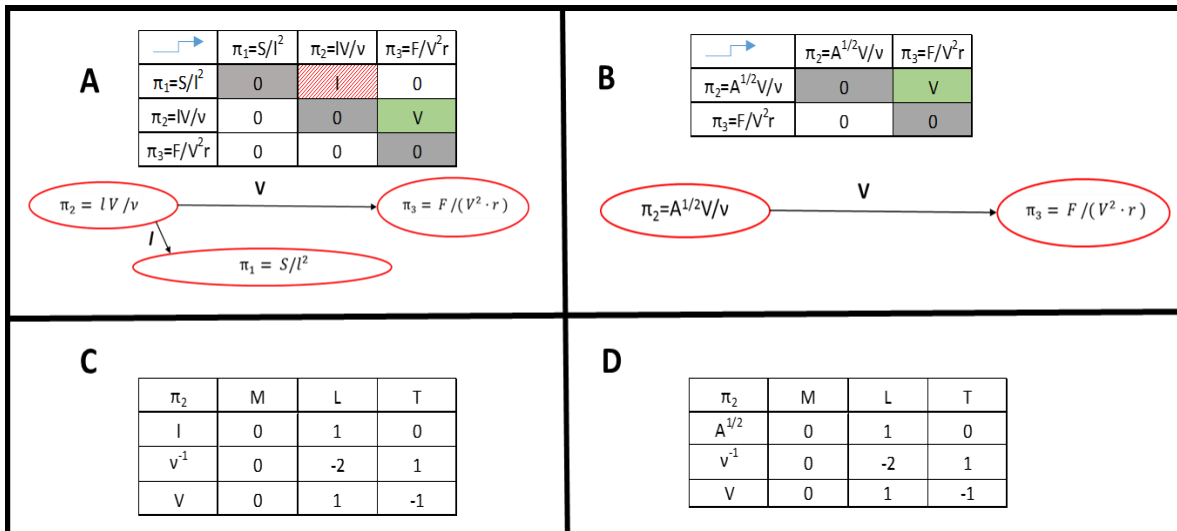 A
π₁=S/l² π₂=lV/ν π₃=F/V²r
π₁=S/l² 0 l 0
π₂=lV/ν 0 0 V
π₃=F/V²r 0 0 0
V
π₂ = l V/ν
π₃ = F/(V² · r)
l
π₁ = S/l²
B
π₂=A^{1/2}V/ν π₃=F/V²r
π₂=A^{1/2}V/ν 0 V
π₃=F/V²r 0 0
V
π₂=A^{1/2}V/ν
π₃ = F/(V² · r)
C
π₂ M L T
l 0 1 0
ν⁻¹ 0 -2 1
V 0 1 -1
D
π₂ M L T
A^{1/2} 0 1 0
ν⁻¹ 0 -2 1
V 0 1 -1